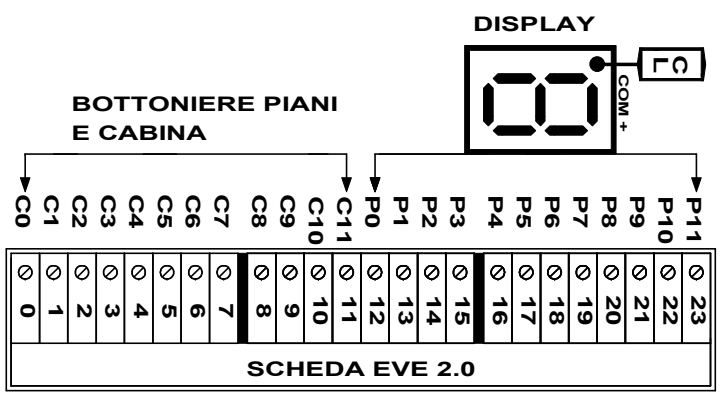 DISPLAY
CL
COM +
BOTTONIERE PIANI
E CABINA
C0 C1 C2 C3 C4 C5 C6 C7 C8 C9 C10 C11 P0 P1 P2 P3 P4 P5 P6 P7 P8 P9 P10 P11
0 1 2 3 4 5 6 7 8 9 10 11 12 13 14 15 16 17 18 19 20 21 22 23
SCHEDA EVE 2.0